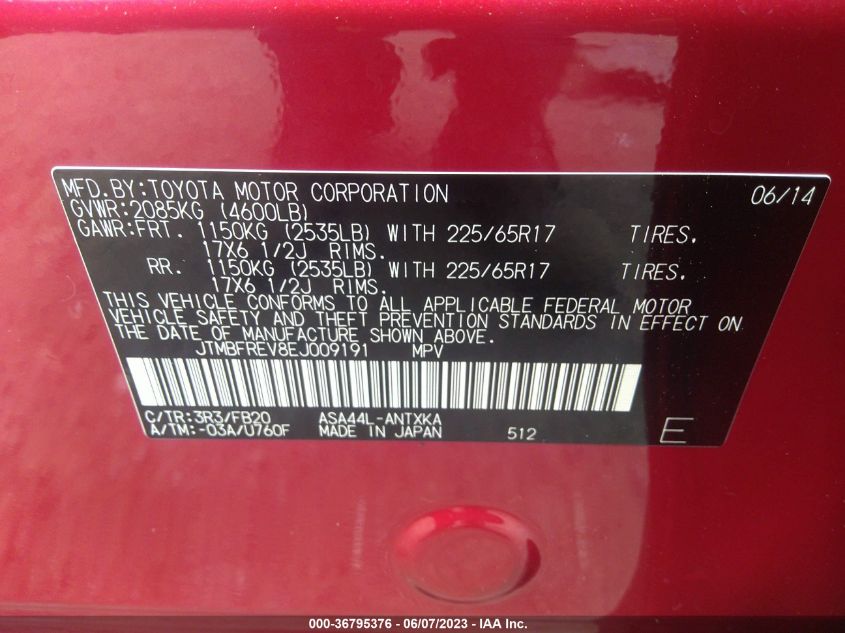 MFD.BY:TOYOTA MOTOR CORPORATION 06/14
GVWR:2085KG (4600LB)
GAWR:FRT. 1150KG (2535LB) WITH 225/65R17 TIRES.
17X6 1/2J RIMS.
RR. 1150KG (2535LB) WITH 225/65R17 TIRES.
17X6 1/2J RIMS.
THIS VEHICLE CONFORMS TO ALL APPLICABLE FEDERAL MOTOR
VEHICLE SAFETY AND THEFT PREVENTION STANDARDS IN EFFECT ON
THE DATE OF MANUFACTURE SHOWN ABOVE.
JTMBFREV8EJ009191 MPV
C/TR:3R3/FB20 ASA44L-ANTXKA
A/TM:-03A/U760F MADE IN JAPAN 512 E
000-36795376 - 06/07/2023 - IAA Inc.